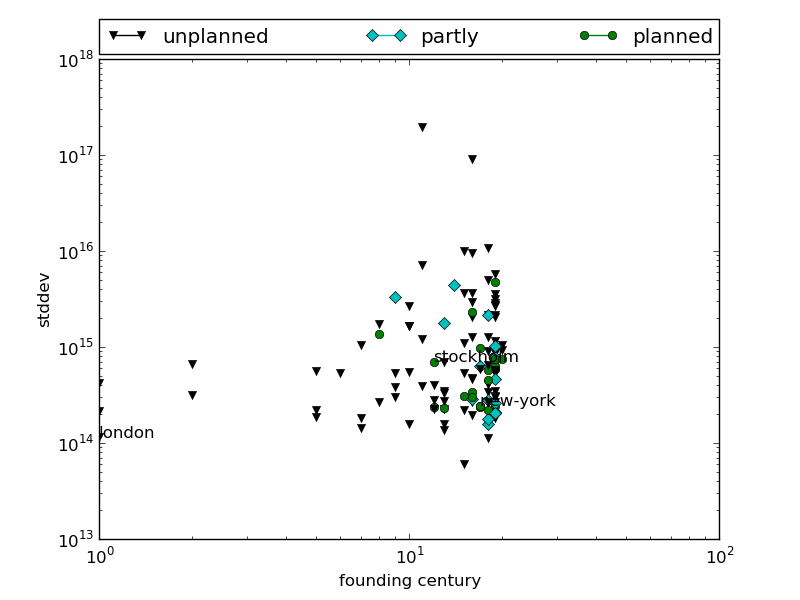 unplanned partly planned
10^18
10^17
10^16
10^15
stockholm
new-york
10^14
london
10^13
10^0 10^1 10^2
founding century
stddev